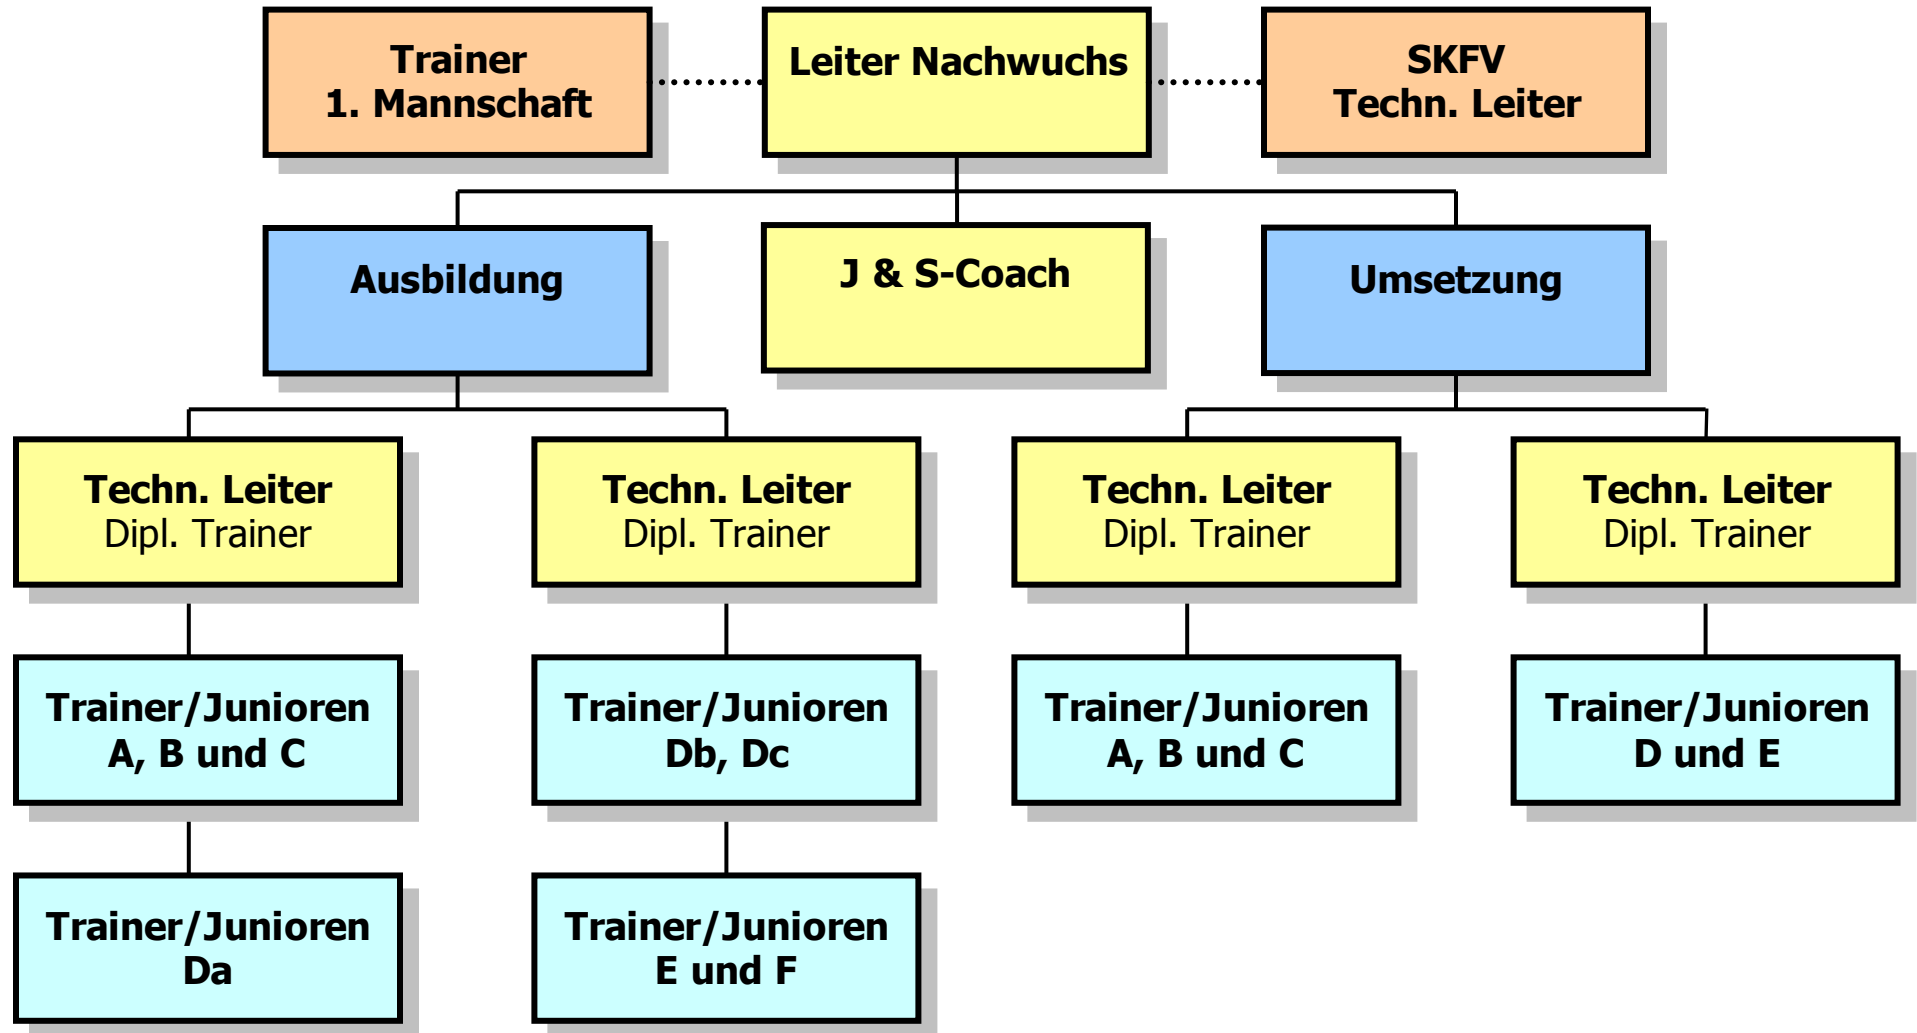 Trainer
1. Mannschaft
Leiter Nachwuchs
SKFV
Techn. Leiter
Ausbildung
J & S-Coach
Umsetzung
Techn. Leiter
Dipl. Trainer
Techn. Leiter
Dipl. Trainer
Techn. Leiter
Dipl. Trainer
Techn. Leiter
Dipl. Trainer
Trainer/Junioren
A, B und C
Trainer/Junioren
Db, Dc
Trainer/Junioren
A, B und C
Trainer/Junioren
D und E
Trainer/Junioren
Da
Trainer/Junioren
E und F